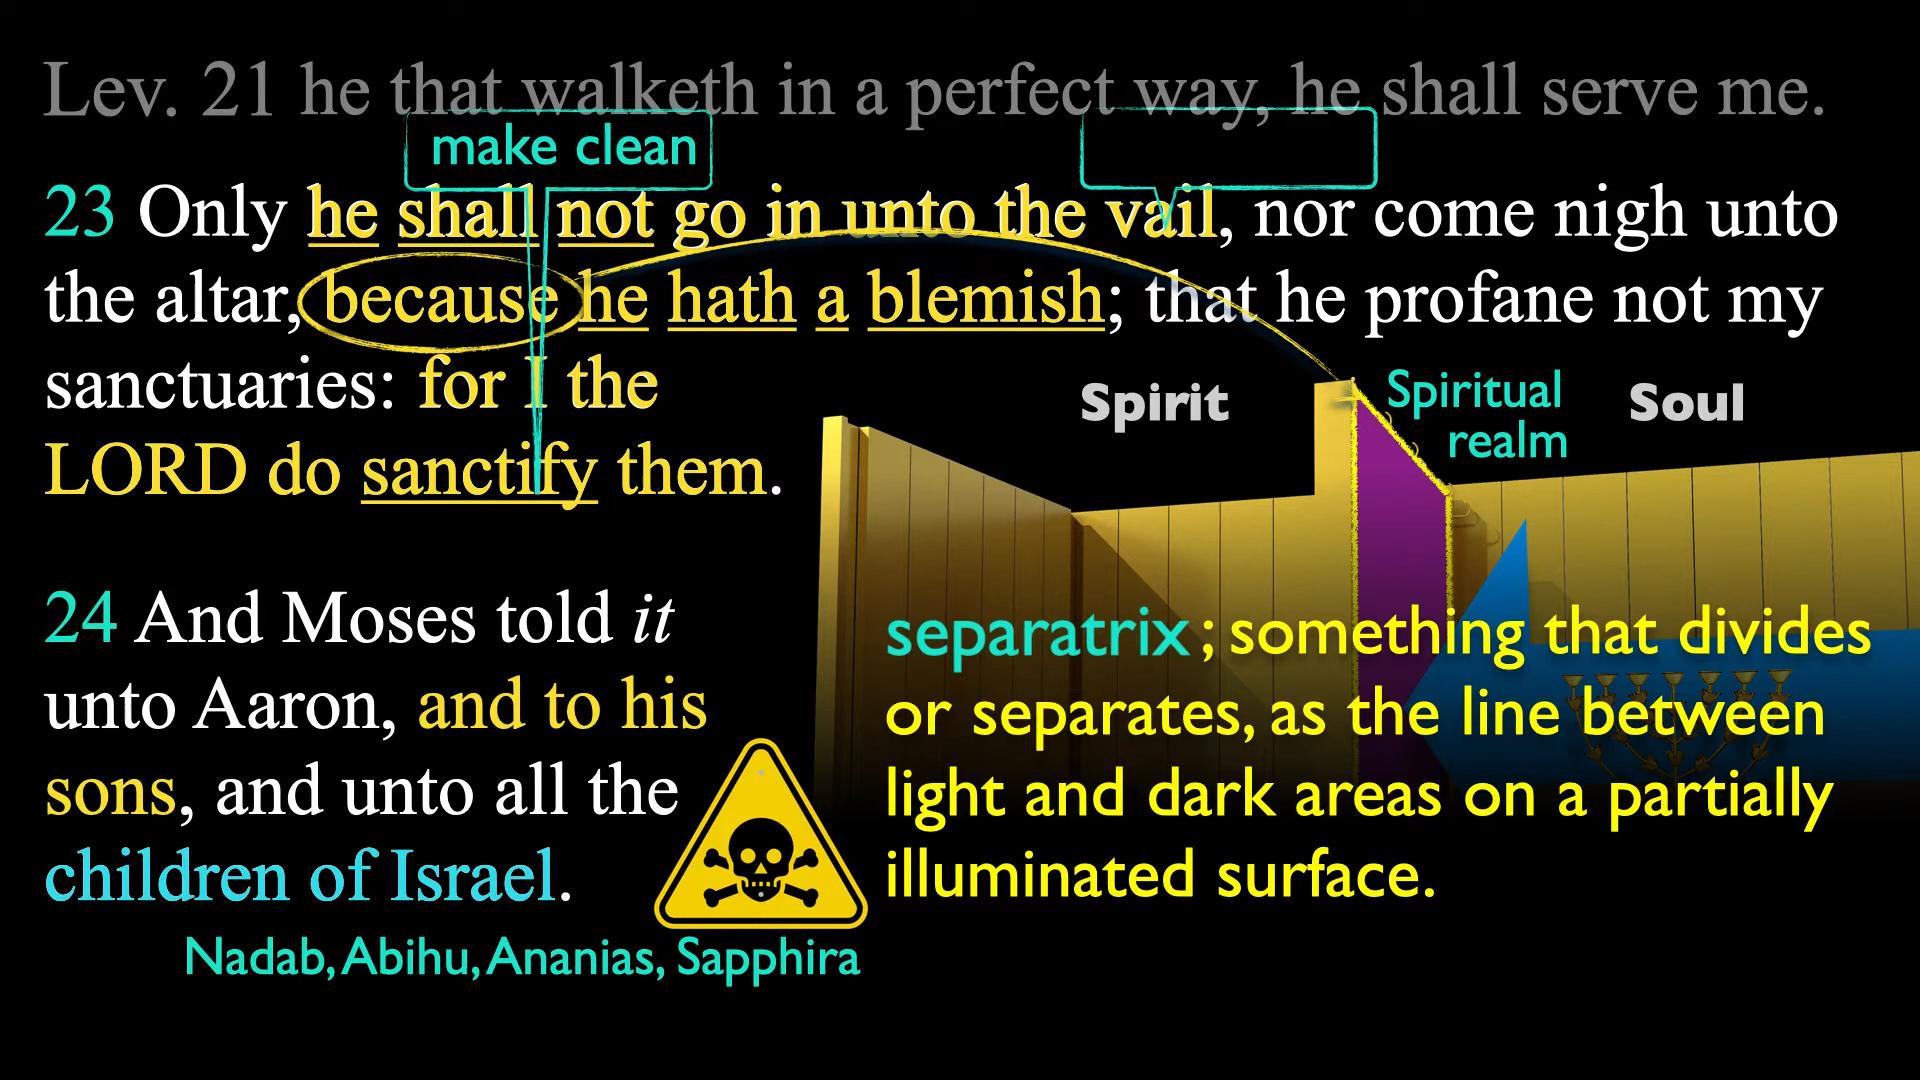 Lev. 21 he that walketh in a perfect way, he shall serve me.
make clean
23 Only he shall not go in unto the vail, nor come nigh unto
the altar, because he hath a blemish; that he profane not my
sanctuaries: for I the
LORD do sanctify them.
Spirit
Spiritual
realm
Soul
24 And Moses told it
unto Aaron, and to his
sons, and unto all the
children of Israel.
Nadab, Abihu, Ananias, Sapphira
separatrix ; something that divides
or separates, as the line between
light and dark areas on a partially
illuminated surface.